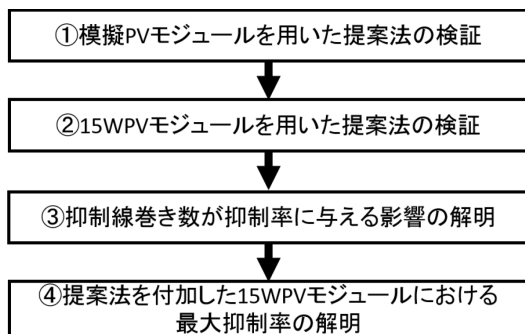 ①模擬PVモジュールを用いた提案法の検証
②15WPVモジュールを用いた提案法の検証
③抑制線巻き数が抑制率に与える影響の解明
④提案法を付加した15WPVモジュールにおける
最大抑制率の解明